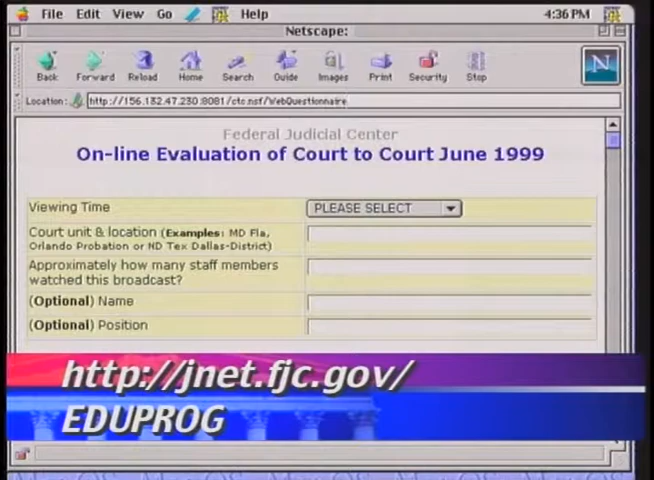 File Edit View Go Help 4:36 PM
Netscape:
Back Forward Reload Home Search Guide Images Print Security Stop
N
Location: http://156.132.47.230:8081/ctc.nsf/WebQuestionnaire
Federal Judicial Center
On-line Evaluation of Court to Court June 1999
Viewing Time PLEASE SELECT
Court unit & location (Examples: MD Fla,
Orlando Probation or ND Tex Dallas-District)
Approximately how many staff members
watched this broadcast?
(Optional) Name
(Optional) Position
http://jnet.fjc.gov/
EDUPROG